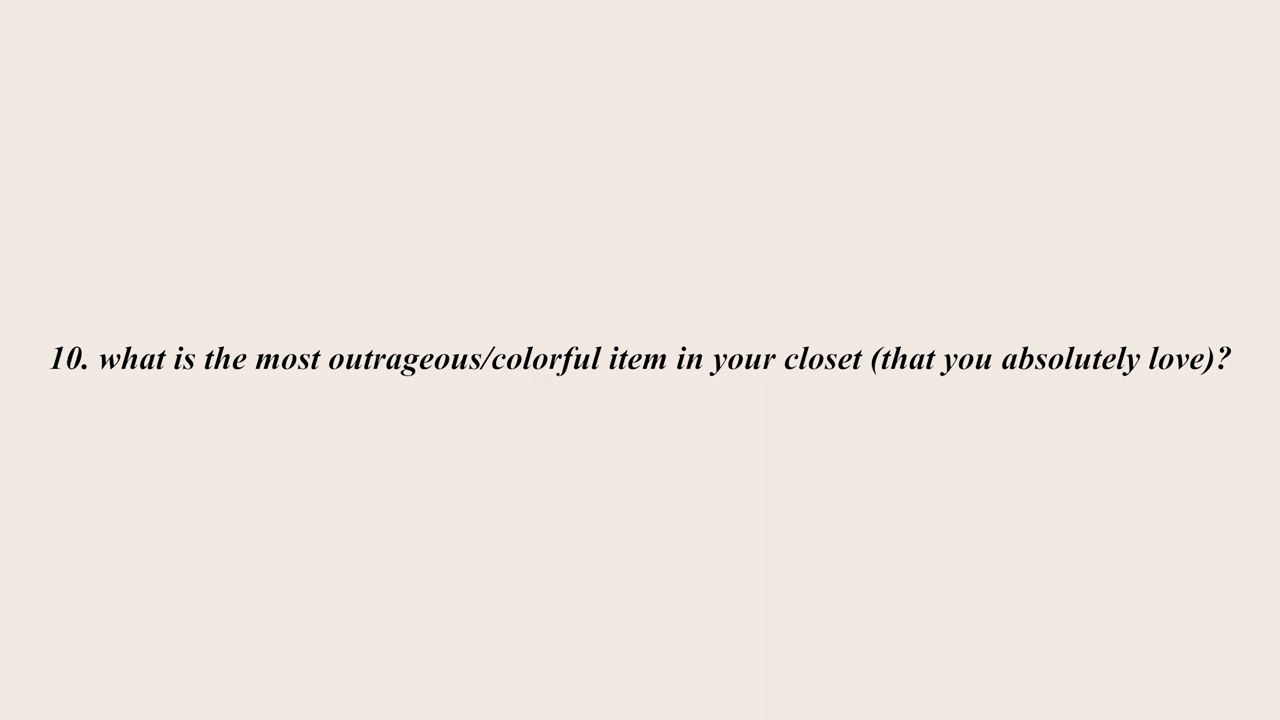 10. what is the most outrageous/colorful item in your closet (that you absolutely love)?